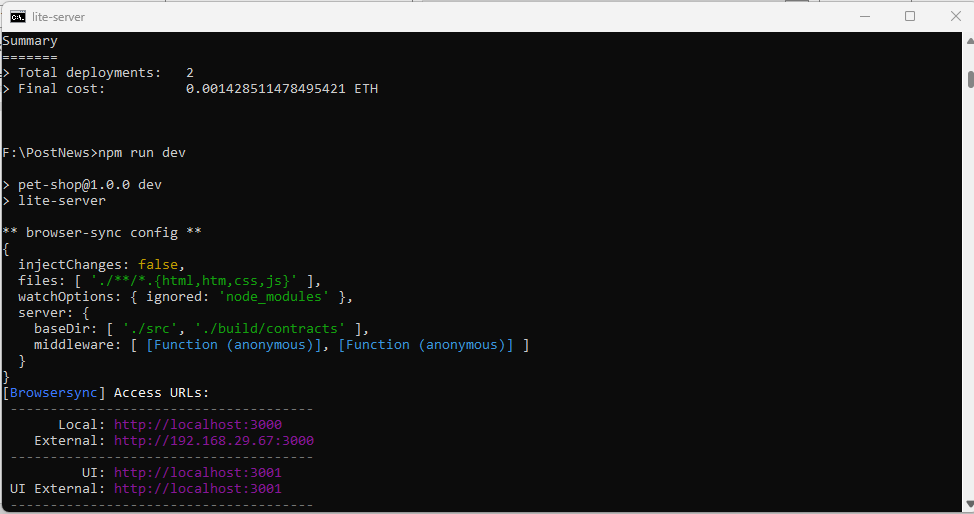 lite-server
Summary
=======
> Total deployments:   2
> Final cost:          0.001428511478495421 ETH
F:\PostNews>npm run dev
> pet-shop@1.0.0 dev
> lite-server
** browser-sync config **
{
  injectChanges: false,
  files: [ './**/*.{html,htm,css,js}' ],
  watchOptions: { ignored: 'node_modules' },
  server: {
    baseDir: [ './src', './build/contracts' ],
    middleware: [ [Function (anonymous)], [Function (anonymous)] ]
  }
}
[Browsersync] Access URLs:
 --------------------------------------
       Local: http://localhost:3000
    External: http://192.168.29.67:3000
 --------------------------------------
          UI: http://localhost:3001
 UI External: http://localhost:3001
 --------------------------------------